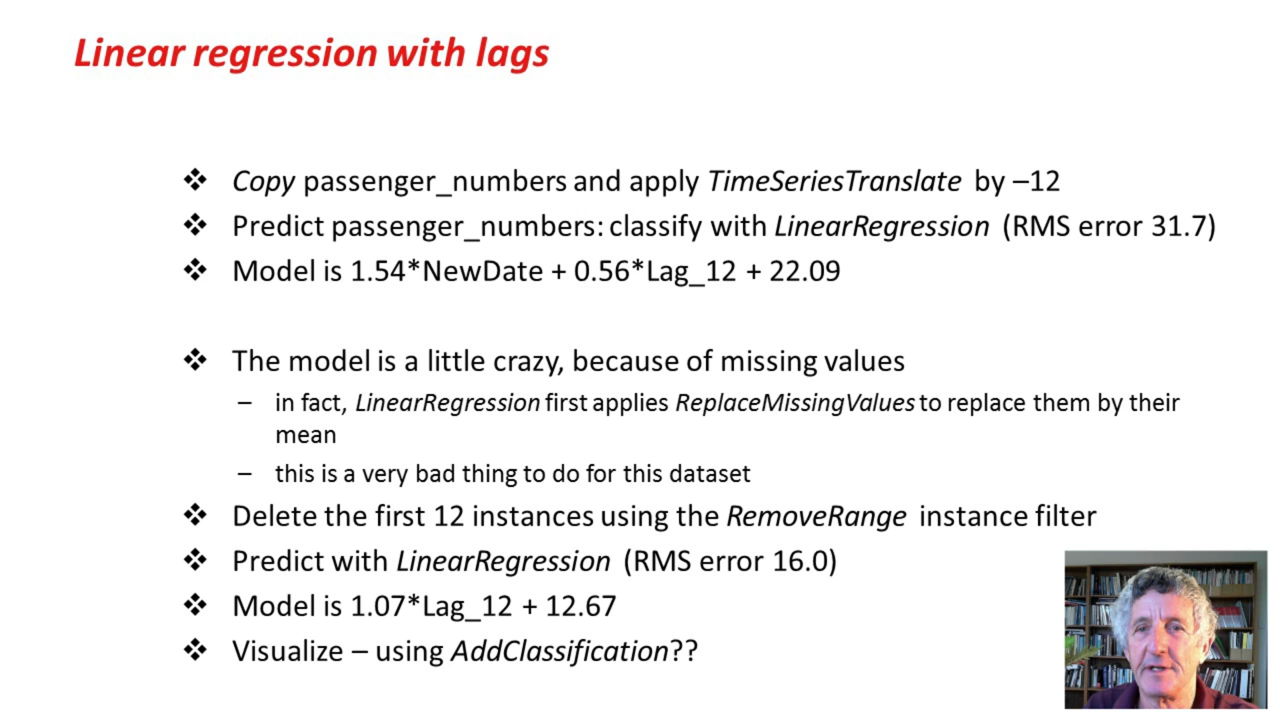 Linear regression with lags
❖ Copy passenger_numbers and apply TimeSeriesTranslate by –12
❖ Predict passenger_numbers: classify with LinearRegression (RMS error 31.7)
❖ Model is 1.54*NewDate + 0.56*Lag_12 + 22.09
❖ The model is a little crazy, because of missing values
– in fact, LinearRegression first applies ReplaceMissingValues to replace them by their
mean
– this is a very bad thing to do for this dataset
❖ Delete the first 12 instances using the RemoveRange instance filter
❖ Predict with LinearRegression (RMS error 16.0)
❖ Model is 1.07*Lag_12 + 12.67
❖ Visualize – using AddClassification??